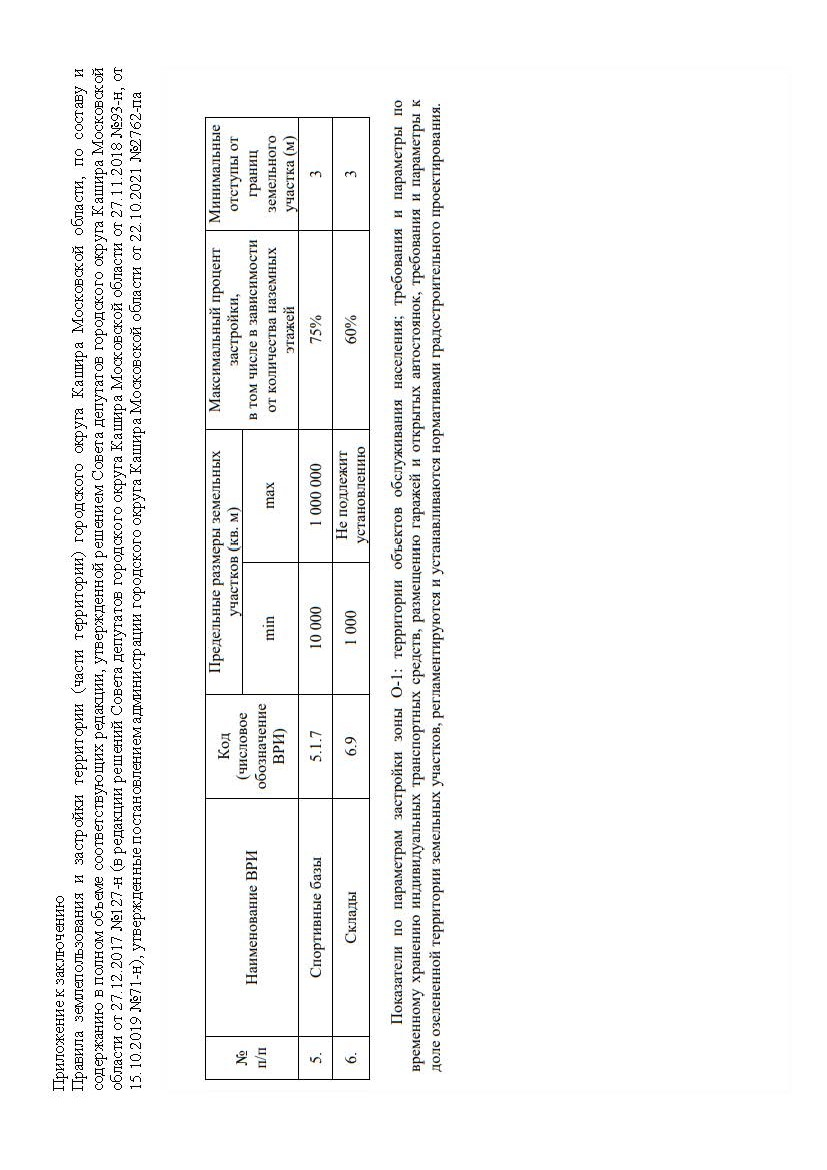 Приложение к заключению
Правила землепользования и застройки территории (части территории) городского округа Кашира Московской области, по составу и
содержанию в полном объеме соответствующих редакции, утвержденной решением Совета депутатов городского округа Кашира Московской
области от 27.12.2017 №127-н (в редакции решений Совета депутатов городского округа Кашира Московской области от 27.11.2018 №93-н, от
15.10.2019 №71-н), утвержденные постановлением администрации городского округа Кашира Московской области от 22.10.2021 №2762-па
№
п/п
Наименование ВРИ
Код
(числовое
обозначение
ВРИ)
Предельные размеры земельных
участков (кв. м)
min
max
Максимальный процент
застройки,
в том числе в зависимости
от количества наземных
этажей
Минимальные
отступы от
границ
земельного
участка (м)
5. Спортивные базы 5.1.7 10 000 1 000 000 75% 3
6. Склады 6.9 1 000 Не подлежит
установлению 60% 3
Показатели по параметрам застройки зоны О-1: территории объектов обслуживания населения; требования и параметры по
временному хранению индивидуальных транспортных средств, размещению гаражей и открытых автостоянок, требования и параметры к
доле озелененной территории земельных участков, регламентируются и устанавливаются нормативами градостроительного проектирования.